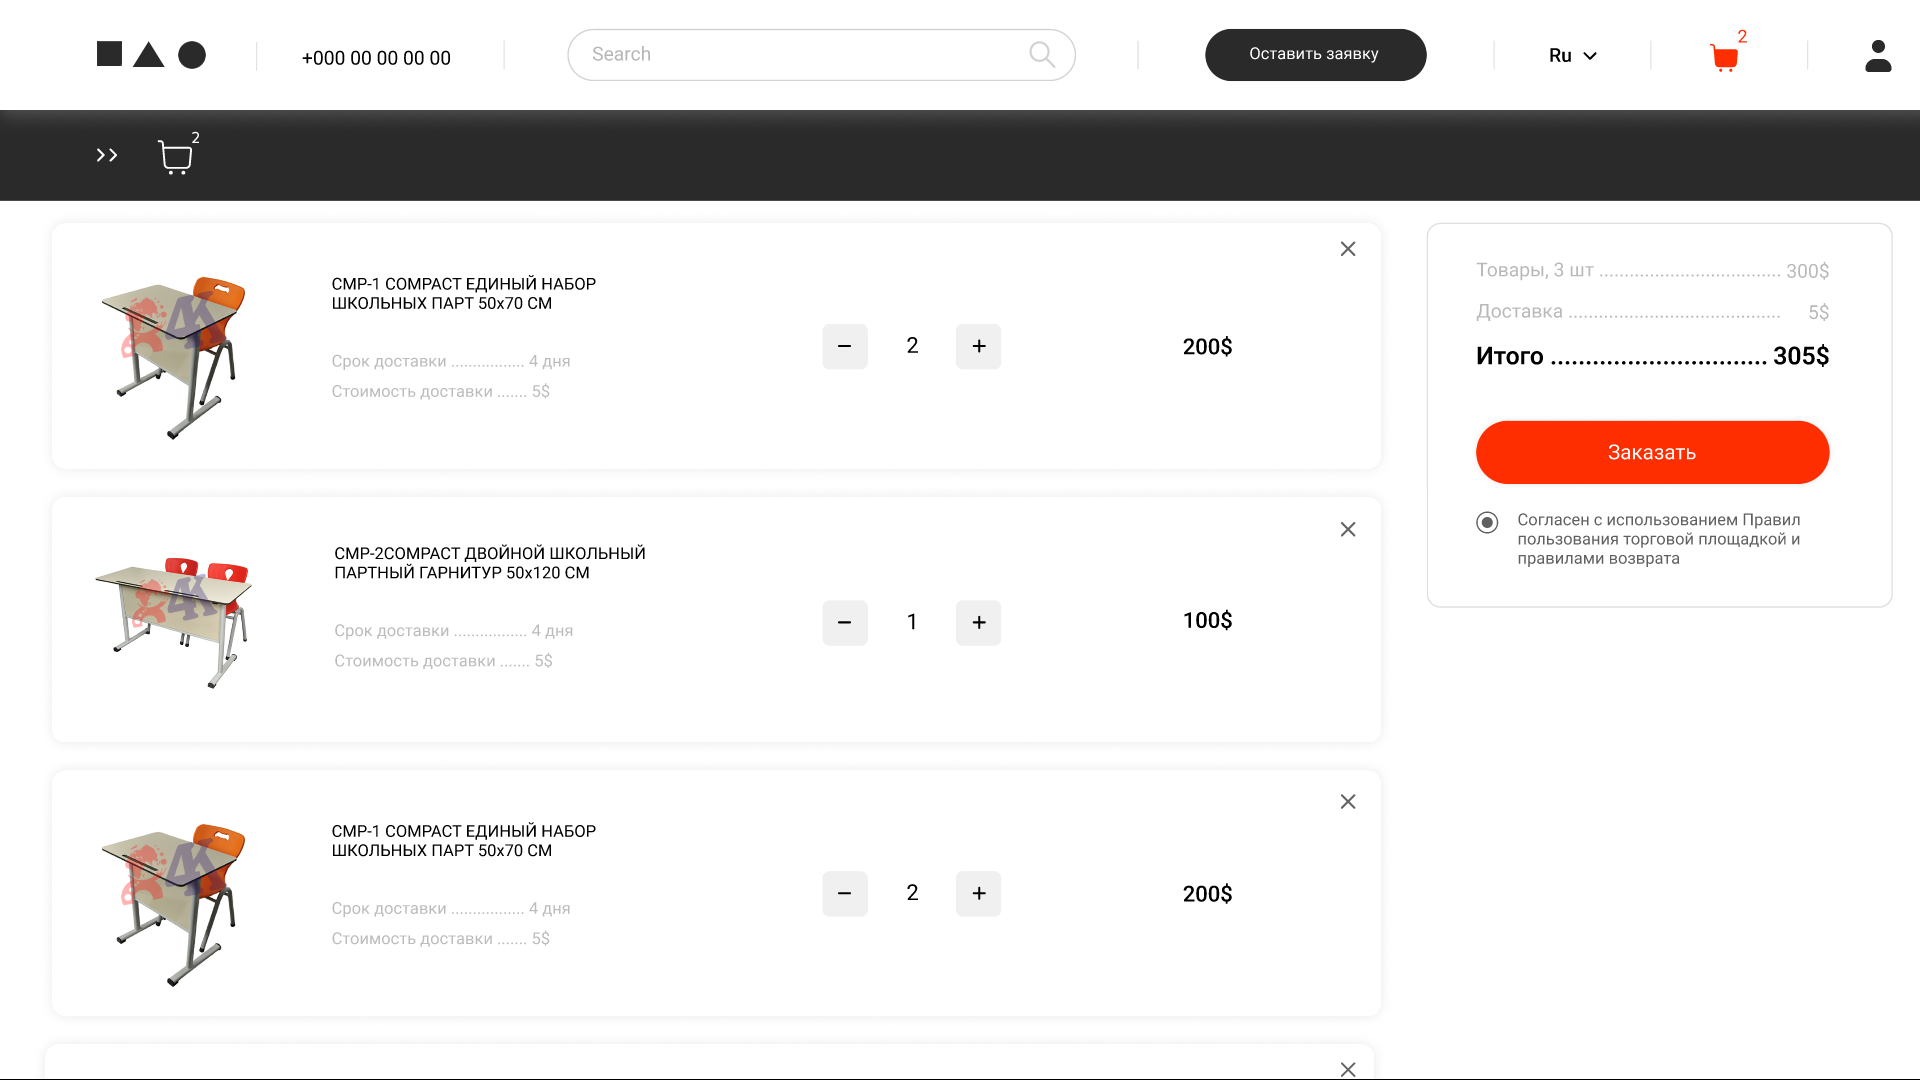 +000 00 00 00 00
Search
Оставить заявку
Ru
2
2
CMP-1 COMPACT ЕДИНЫЙ НАБОР
ШКОЛЬНЫХ ПАРТ 50x70 СМ
Срок доставки ................. 4 дня
Стоимость доставки ....... 5$
2
200$
CMP-2COMPACT ДВОЙНОЙ ШКОЛЬНЫЙ
ПАРТНЫЙ ГАРНИТУР 50x120 СМ
Срок доставки ................. 4 дня
Стоимость доставки ....... 5$
1
100$
CMP-1 COMPACT ЕДИНЫЙ НАБОР
ШКОЛЬНЫХ ПАРТ 50x70 СМ
Срок доставки ................. 4 дня
Стоимость доставки ....... 5$
2
200$
Товары, 3 шт .................................... 300$
Доставка .......................................... 5$
Итого ................................ 305$
Заказать
Согласен с использованием Правил
пользования торговой площадкой и
правилами возврата